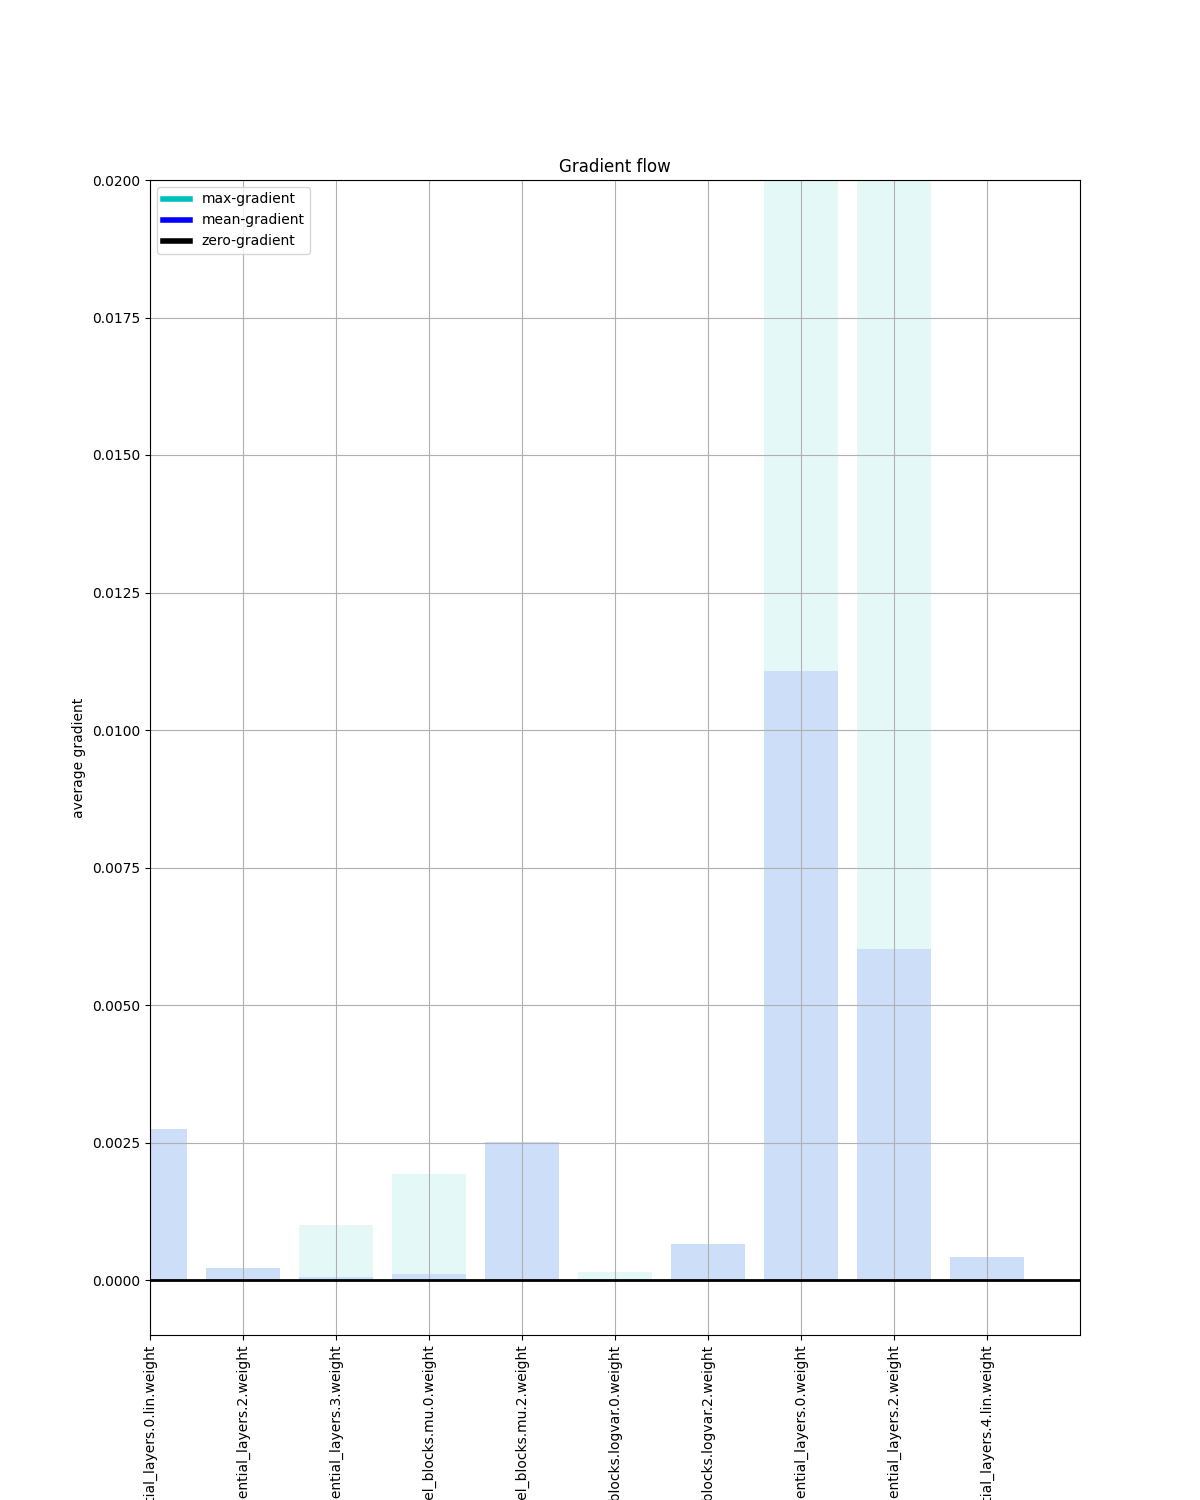 Gradient flow
max-gradient
mean-gradient
zero-gradient
0.0200
0.0175
0.0150
0.0125
0.0100
0.0075
0.0050
0.0025
0.0000
average gradient
tial_layers.0.lin.weight
ential_layers.2.weight
ential_layers.3.weight
el_blocks.mu.0.weight
el_blocks.mu.2.weight
blocks.logvar.0.weight
blocks.logvar.2.weight
ential_layers.0.weight
ential_layers.2.weight
tial_layers.4.lin.weight